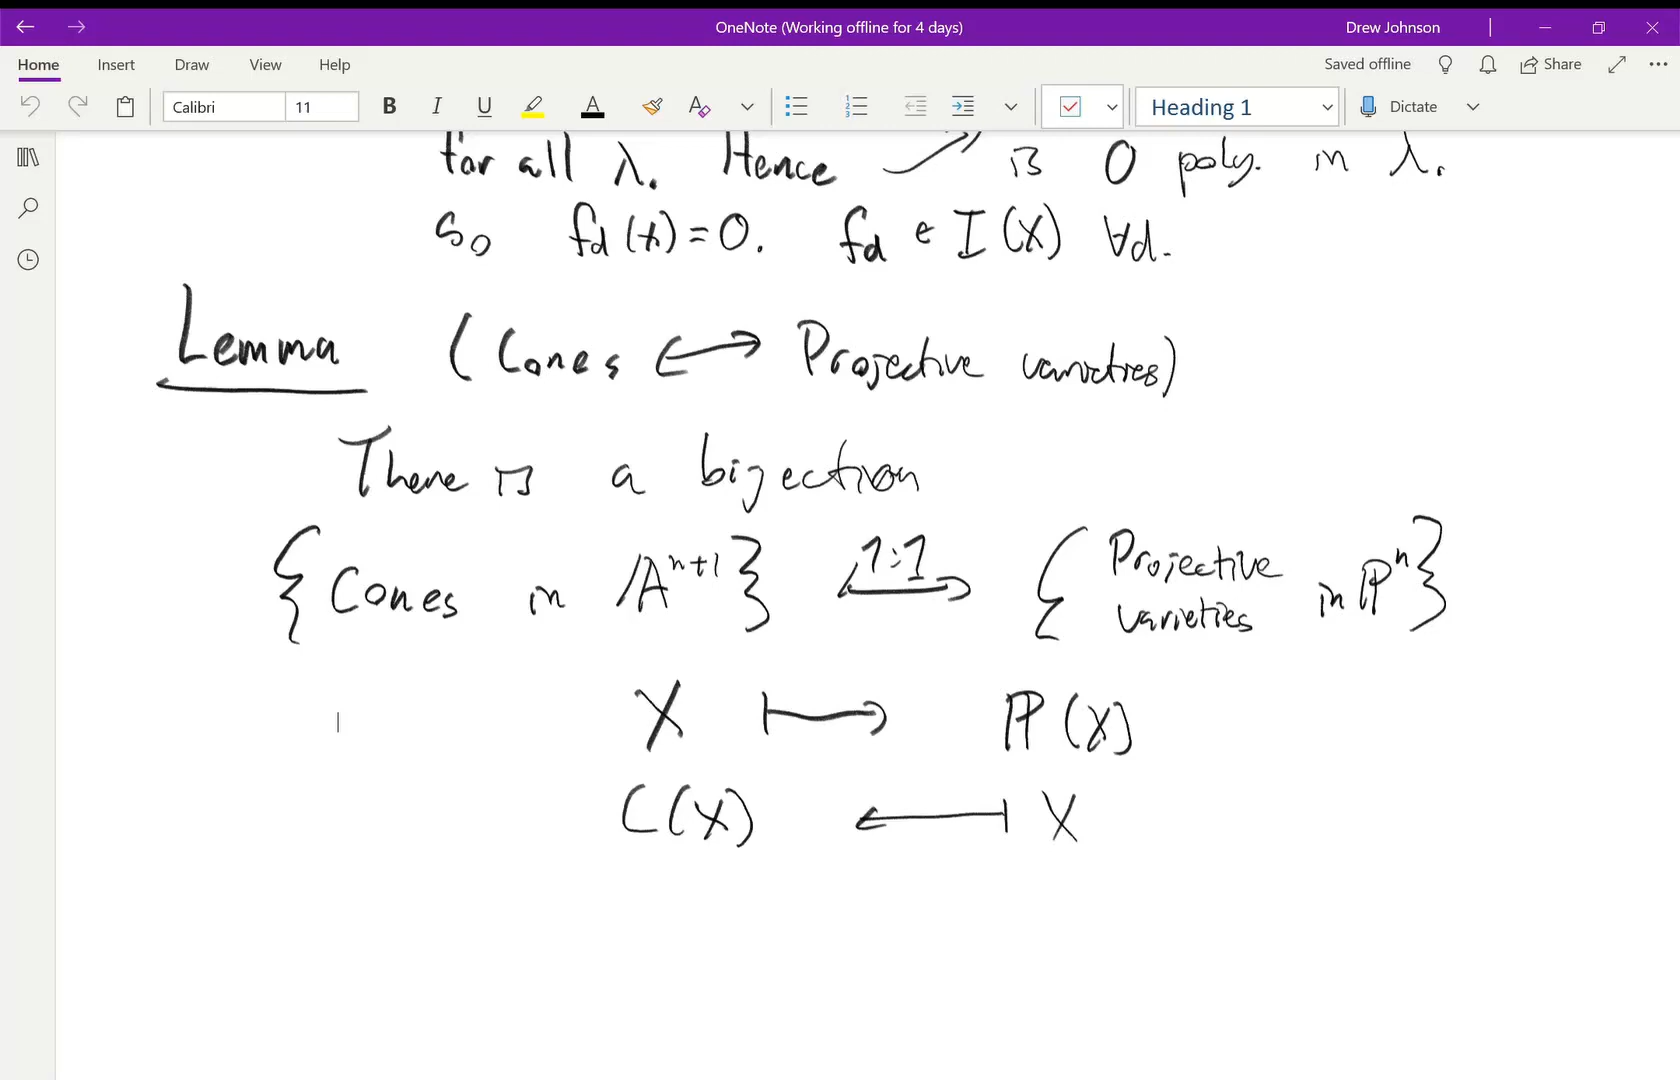 OneNote (Working offline for 4 days)
Drew Johnson
Home Insert Draw View Help
Saved offline
Share
Calibri 11 B I U A A Heading 1 Dictate
for all λ. Hence is 0 poly. in λ.
So fd(x)=0. fd ∈ I(X) ∀d.
Lemma (Cones ↔ Projective varieties)
There is a bijection
{Cones in 𝔸ⁿ⁺¹} ↔ 1:1 {Projective varieties in ℙⁿ}
X ↦ ℙ(X)
C(X) ↤ X